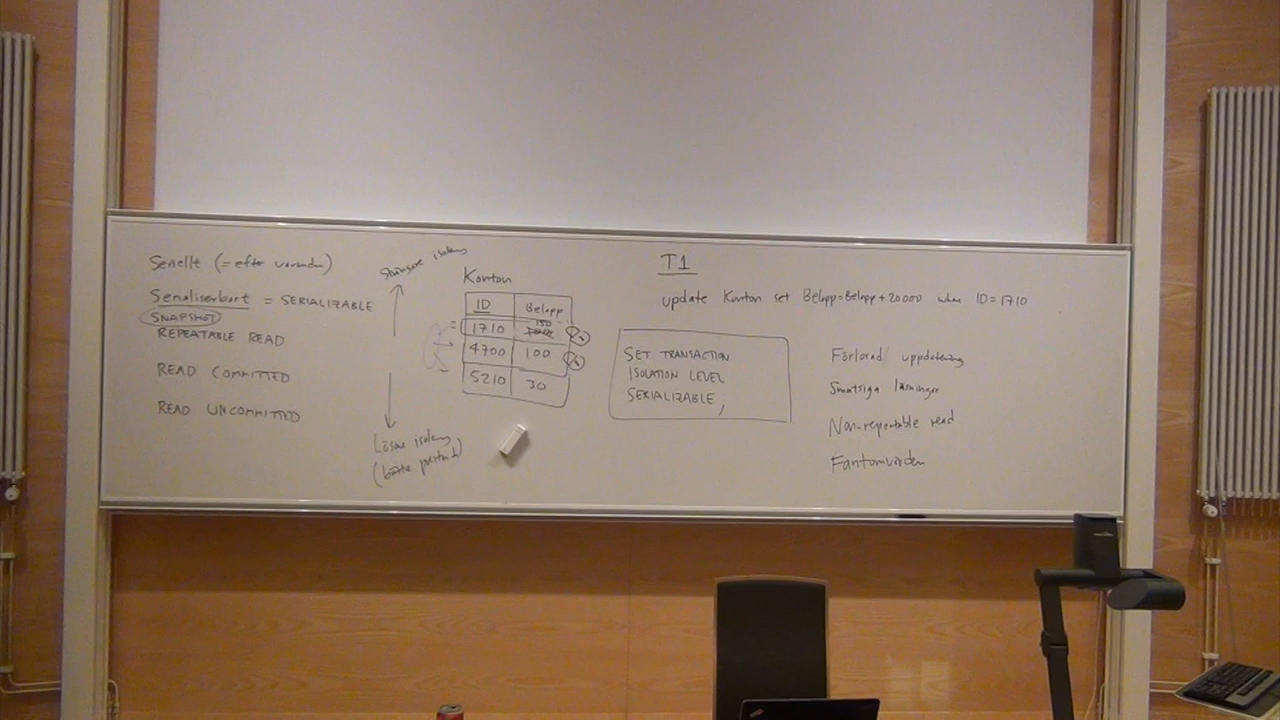 Seriellt (= efter varandra)
Serialiserbart = SERIALIZABLE
SNAPSHOT
REPEATABLE READ
READ COMMITTED
READ UNCOMMITTED
Striktare isolering
Lösare isolering
(bättre prestanda)
Konton
ID Belopp
1710 150
4700 100
5210 30
T1
update Konton set Belopp=Belopp+20000 where ID=1710
SET TRANSACTION
ISOLATION LEVEL
SERIALIZABLE;
Förlorad uppdatering
Smutsiga läsningar
Non-repeatable read
Fantomvärden